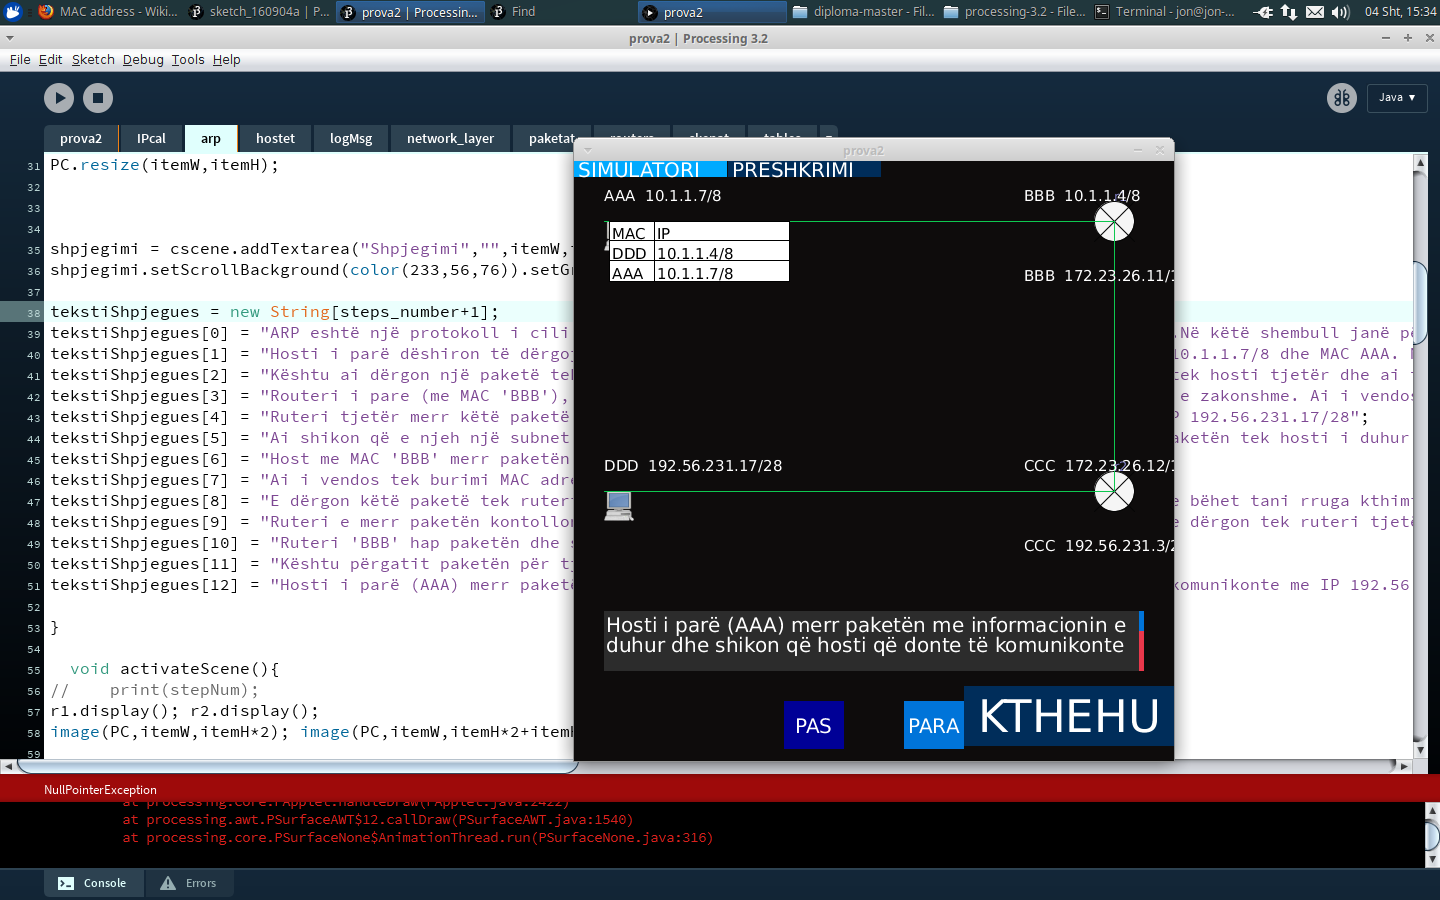 MAC address - Wiki...
sketch_160904a | P...
prova2 | Processin...
Find
prova2
diploma-master - Fil...
processing-3.2 - File...
Terminal - jon@jon-...
04 Sht, 15:34
prova2 | Processing 3.2
File Edit Sketch Debug Tools Help
Java
prova2 IPcal arp hostet logMsg network_layer paketat
31 PC.resize(itemW,itemH);
32
33
34
35 shpjegimi = cscene.addTextarea("Shpjegimi","",itemW,
36 shpjegimi.setScrollBackground(color(233,56,76)).setG
37
38 tekstiShpjegues = new String[steps_number+1];
39 tekstiShpjegues[0] = "ARP eshtë një protokoll i cili .Në këtë shembull janë
40 tekstiShpjegues[1] = "Hosti i parë dëshiron të 10.1.1.7/8 dhe MAC AAA.
41 tekstiShpjegues[2] = "Kështu ai dërgon një paketë tek hosti tjetër dhe ai
42 tekstiShpjegues[3] = "Routeri i pare (me MAC 'BBB'), e zakonshme. Ai i vendos
43 tekstiShpjegues[4] = "Ruteri tjetër merr këtë paketë 192.56.231.17/28";
44 tekstiShpjegues[5] = "Ai shikon që e njeh një subnet tek hosti i duhur
45 tekstiShpjegues[6] = "Host me MAC 'BBB' merr paketën
46 tekstiShpjegues[7] = "Ai i vendos tek burimi MAC
47 tekstiShpjegues[8] = "E dërgon këtë paketë tek bëhet tani rruga
48 tekstiShpjegues[9] = "Ruteri e merr paketën dërgon tek ruteri
49 tekstiShpjegues[10] = "Ruteri 'BBB' hap paketën dhe
50 tekstiShpjegues[11] = "Kështu përgatit paketën për
51 tekstiShpjegues[12] = "Hosti i parë (AAA) merr komunikonte me IP 192.56
52
53 }
54
55 void activateScene(){
56 // print(stepNum);
57 r1.display(); r2.display();
58 image(PC,itemW,itemH*2); image(PC,itemW,itemH*2+item
59
prova2
SIMULATORI PRESHKRIMI
AAA 10.1.1.7/8
BBB 10.1.1.4/8
MAC IP
DDD 10.1.1.4/8
AAA 10.1.1.7/8
BBB 172.23.26.11/
DDD 192.56.231.17/28
CCC 172.23.26.12/
CCC 192.56.231.3/
Hosti i parë (AAA) merr paketën me informacionin e
duhur dhe shikon që hosti që donte të komunikonte
PAS PARA KTHEHU
NullPointerException
at processing.core.PApplet.handleDraw(PApplet.java:2422)
at processing.awt.PSurfaceAWT$12.callDraw(PSurfaceAWT.java:1540)
at processing.core.PSurfaceNone$AnimationThread.run(PSurfaceNone.java:316)
Console Errors